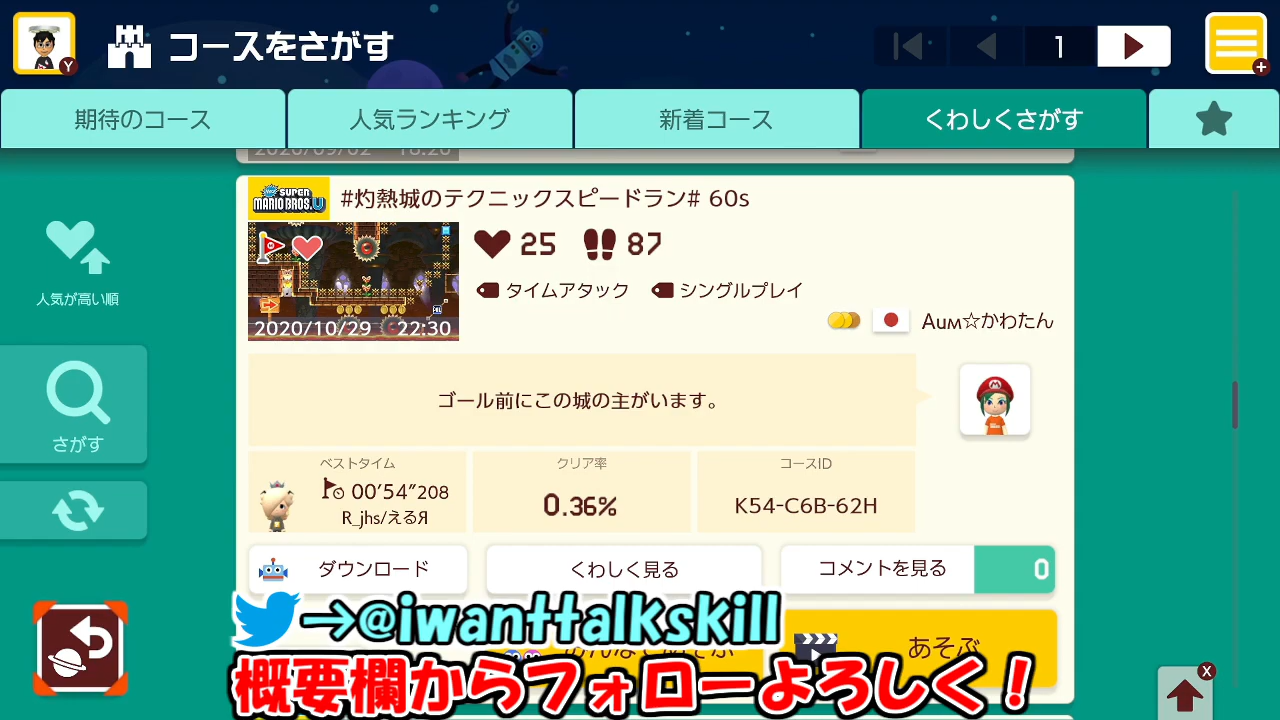 コースをさがす
Y
1
+
期待のコース
人気ランキング
新着コース
くわしくさがす
人気が高い順
さがす
NEW SUPER MARIO BROS. U
#灼熱城のテクニックスピードラン# 60s
25
87
タイムアタック
シングルプレイ
2020/10/29 22:30
Aᴜᴍ☆かわたん
ゴール前にこの城の主がいます。
ベストタイム
00'54"208
R_jhs/えるЯ
クリア率
0.36%
コースID
K54-C6B-62H
ダウンロード
くわしく見る
コメントを見る
0
あそぶ
→@iwanttalkskill
概要欄からフォローよろしく！
X